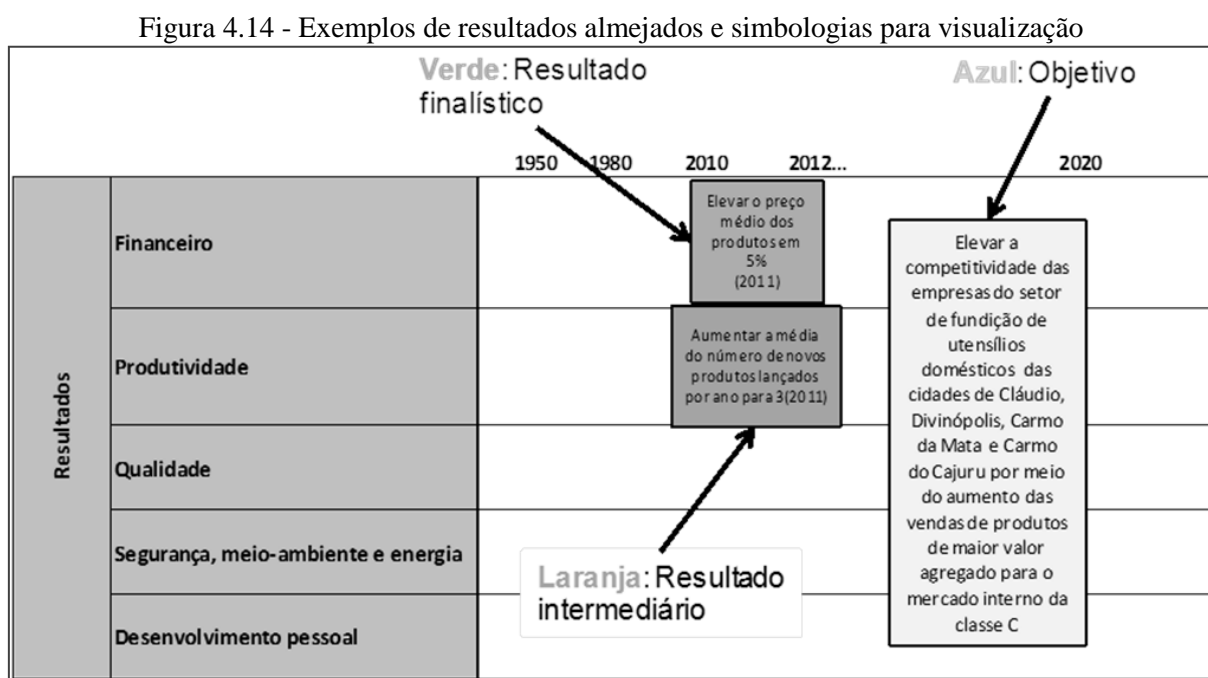 Figura 4.14 - Exemplos de resultados almejados e simbologias para visualização
Verde: Resultado
finalístico
Azul: Objetivo
1950 1980 2010 2012... 2020
Resultados
Financeiro
Elevar o preço
médio dos
produtos em
5%
(2011)
Produtividade
Aumentar a média
do número de novos
produtos lançados
por ano para 3(2011)
Qualidade
Segurança, meio-ambiente e energia
Desenvolvimento pessoal
Laranja: Resultado
intermediário
Elevar a
competitividade das
empresas do setor
de fundição de
utensílios
domésticos das
cidades de Cláudio,
Divinópolis, Carmo
da Mata e Carmo
do Cajuru por meio
do aumento das
vendas de produtos
de maior valor
agregado para o
mercado interno da
classe C